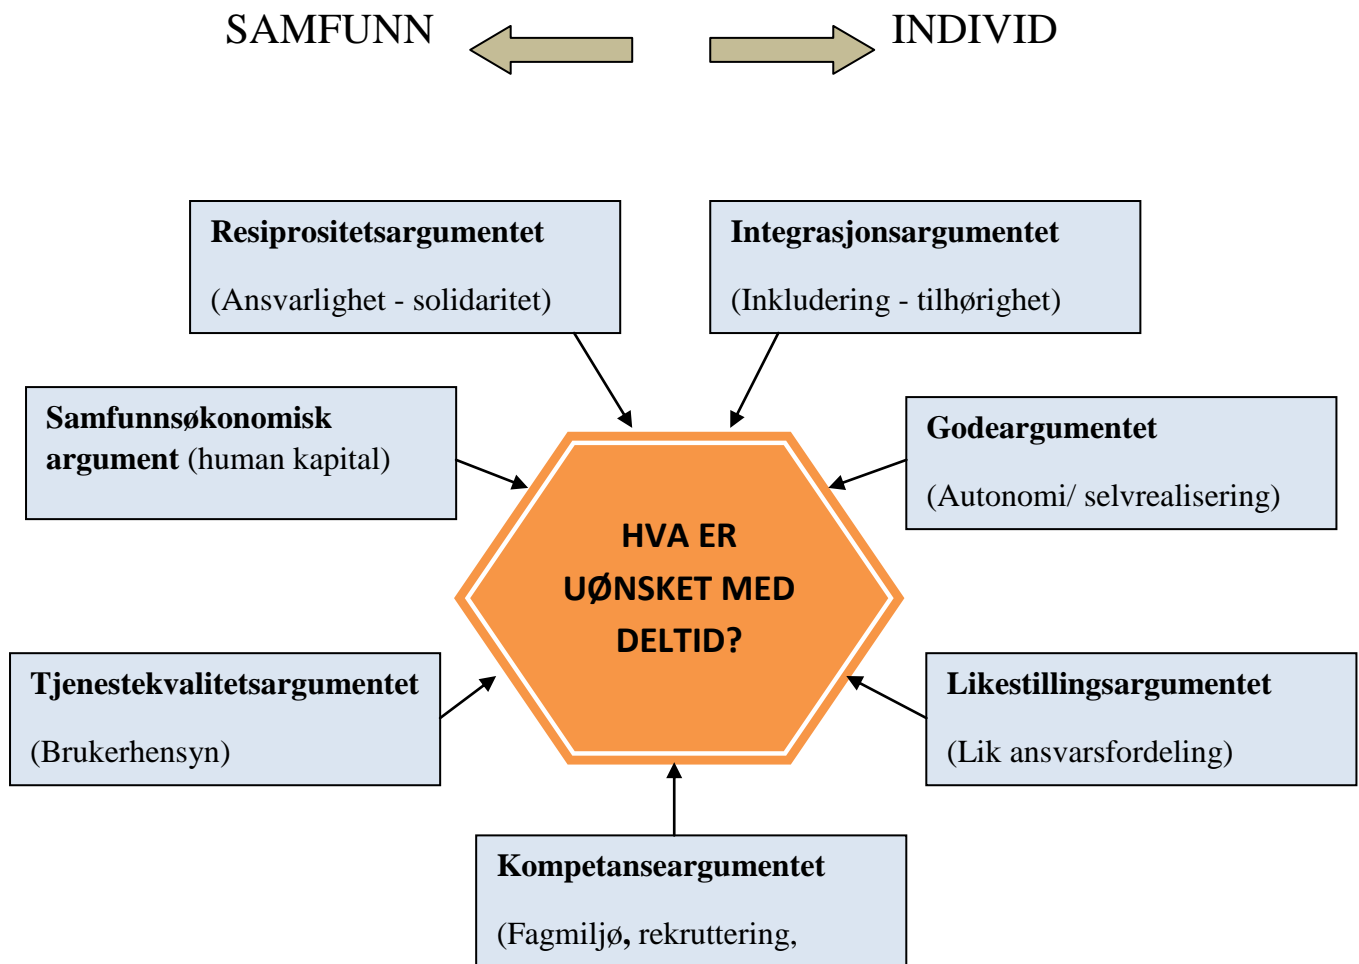 SAMFUNN
INDIVID
Resiprositetsargumentet
(Ansvarlighet - solidaritet)
Integrasjonsargumentet
(Inkludering - tilhørighet)
Samfunnsøkonomisk
argument (human kapital)
Godeargumentet
(Autonomi/ selvrealisering)
HVA ER
UØNSKET MED
DELTID?
Tjenestekvalitetsargumentet
(Brukerhensyn)
Likestillingsargumentet
(Lik ansvarsfordeling)
Kompetanseargumentet
(Fagmiljø, rekruttering,